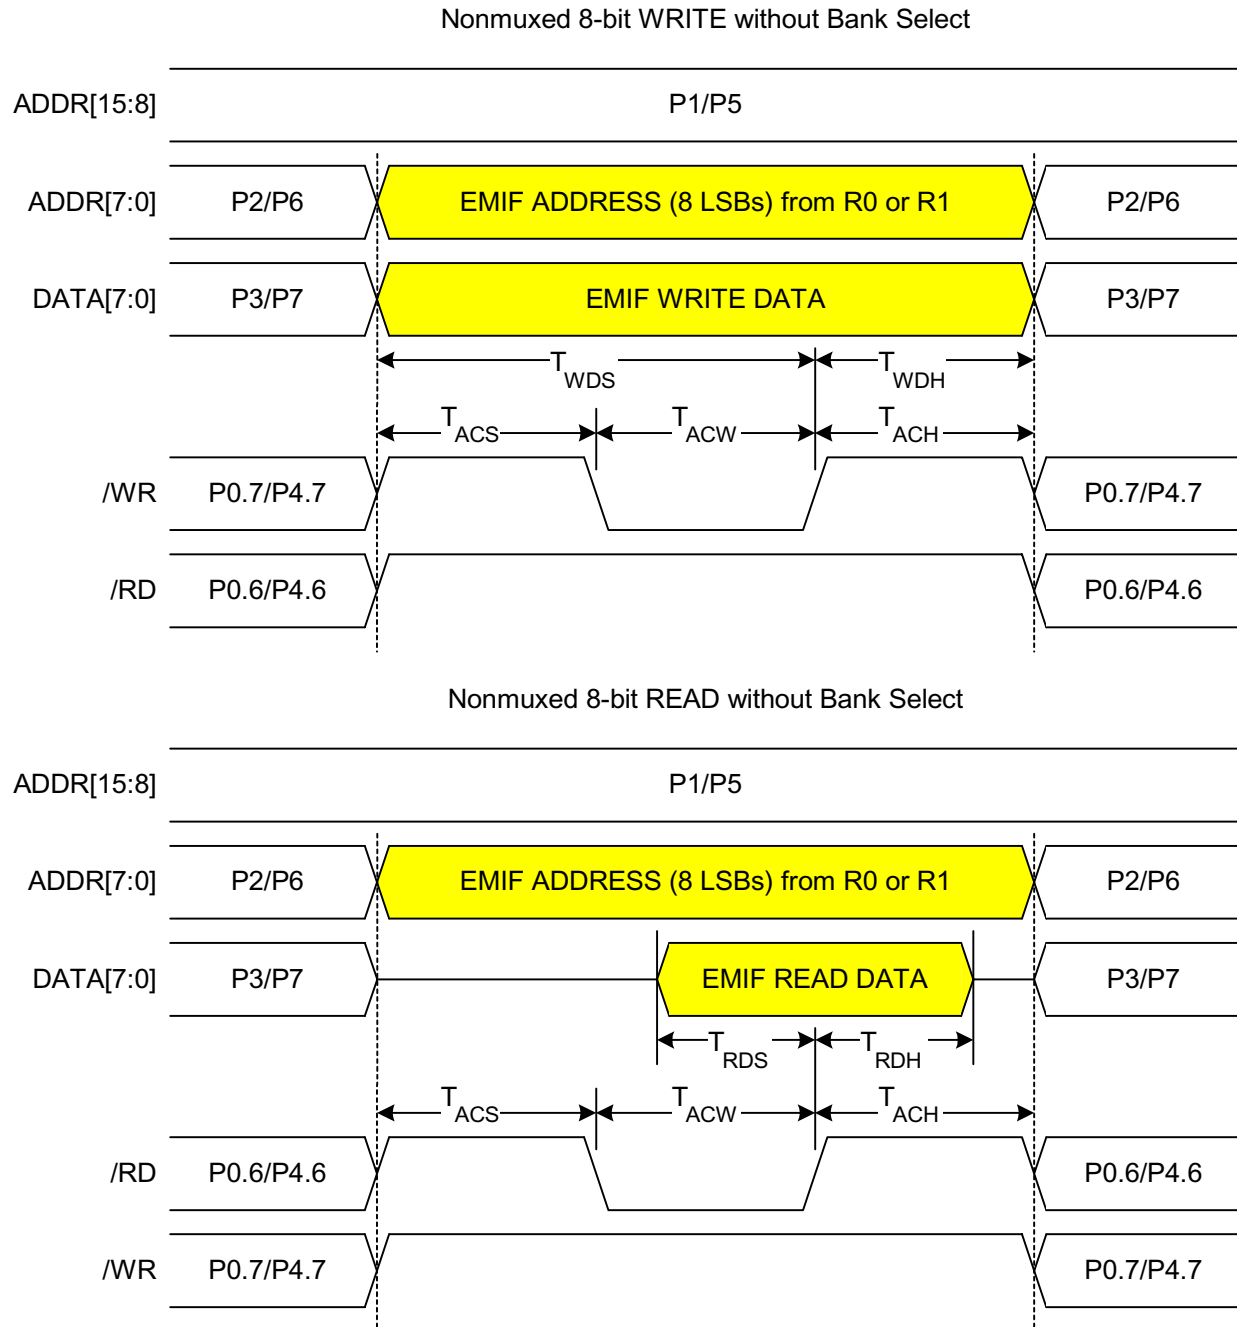 Nonmuxed 8-bit WRITE without Bank Select
ADDR[15:8] P1/P5
ADDR[7:0] P2/P6 EMIF ADDRESS (8 LSBs) from R0 or R1 P2/P6
DATA[7:0] P3/P7 EMIF WRITE DATA P3/P7
TWDS TWDH
TACS TACW TACH
/WR P0.7/P4.7 P0.7/P4.7
/RD P0.6/P4.6 P0.6/P4.6
Nonmuxed 8-bit READ without Bank Select
ADDR[15:8] P1/P5
ADDR[7:0] P2/P6 EMIF ADDRESS (8 LSBs) from R0 or R1 P2/P6
DATA[7:0] P3/P7 EMIF READ DATA P3/P7
TRDS TRDH
TACS TACW TACH
/RD P0.6/P4.6 P0.6/P4.6
/WR P0.7/P4.7 P0.7/P4.7